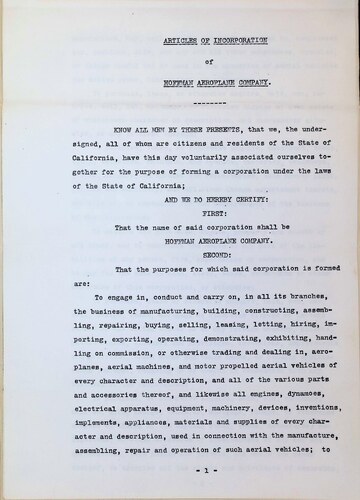 ARTICLES OF INCORPORATION
of
HOFFMAN AEROPLANE COMPANY.
--------
KNOW ALL MEN BY THESE PRESENTS, that we, the under-
signed, all of whom are citizens and residents of the State of
California, have this day voluntarily associated ourselves to-
gether for the purpose of forming a corporation under the laws
of the State of California;
AND WE DO HEREBY CERTIFY:
FIRST:
That the name of said corporation shall be
HOFFMAN AEROPLANE COMPANY.
SECOND:
That the purposes for which said corporation is formed
are:
To engage in, conduct and carry on, in all its branches,
the business of manufacturing, building, constructing, assemb-
ling, repairing, buying, selling, leasing, letting, hiring, im-
porting, exporting, operating, demonstrating, exhibiting, hand-
ling on commission, or otherwise trading and dealing in, aero-
planes, aerial machines, and motor propelled aerial vehicles of
every character and description, and all of the various parts
and accessories thereof, and likewise all engines, dynamoes,
electrical apparatus, equipment, machinery, devices, inventions,
implements, appliances, materials and supplies of every char-
acter and description, used in connection with the manufacture,
assembling, repair and operation of such aerial vehicles; to
- 1 -